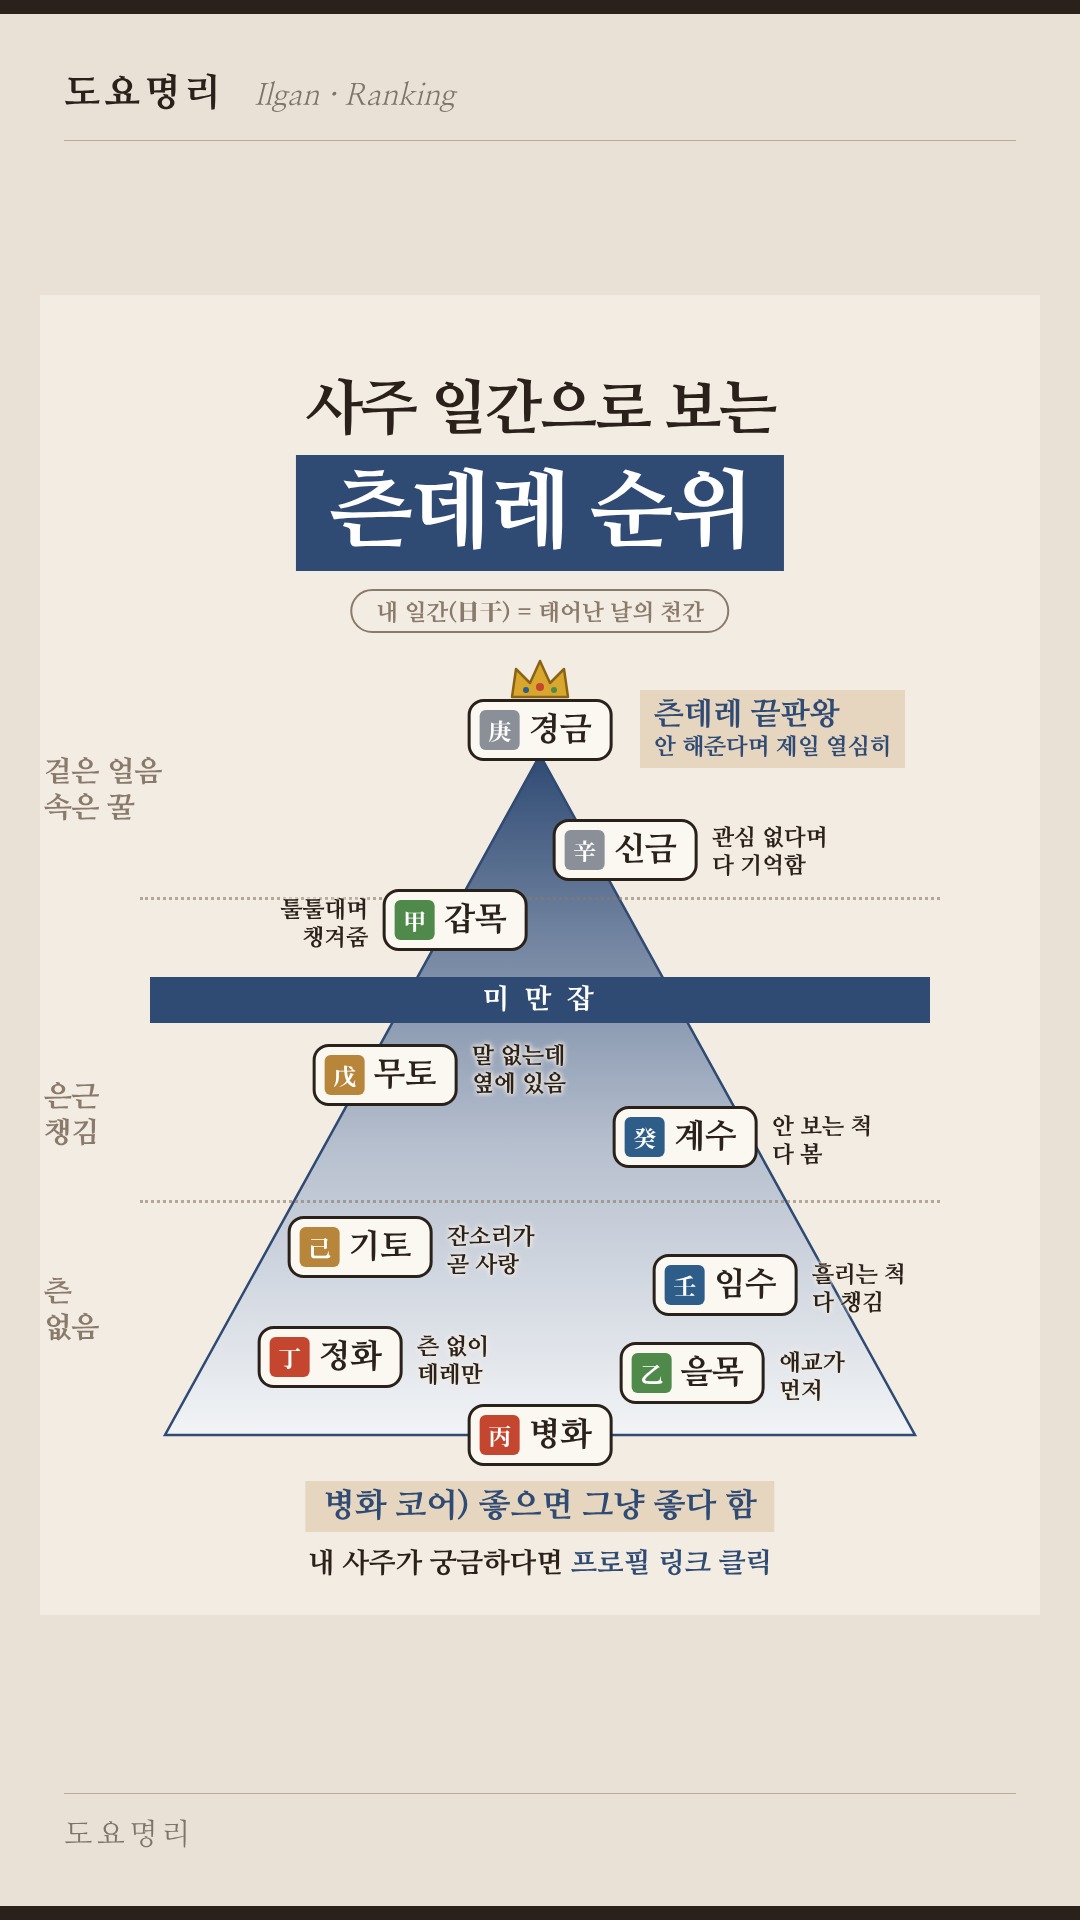 도요명리 Ilgan · Ranking
사주 일간으로 보는
츤데레 순위
내 일간(日干) = 태어난 날의 천간
庚 경금
츤데레 끝판왕
안 해준다며 제일 열심히
겉은 얼음
속은 꿀
辛 신금
관심 없다며
다 기억함
툴툴대며
챙겨줌
甲 갑목
미만잡
戊 무토
말 없는데
옆에 있음
은근
챙김
癸 계수
안 보는 척
다 봄
己 기토
잔소리가
곧 사랑
壬 임수
흘리는 척
다 챙김
츤
없음
丁 정화
츤 없이
데레만
乙 을목
애교가
먼저
丙 병화
병화 코어) 좋으면 그냥 좋다 함
내 사주가 궁금하다면 프로필 링크 클릭
도요명리